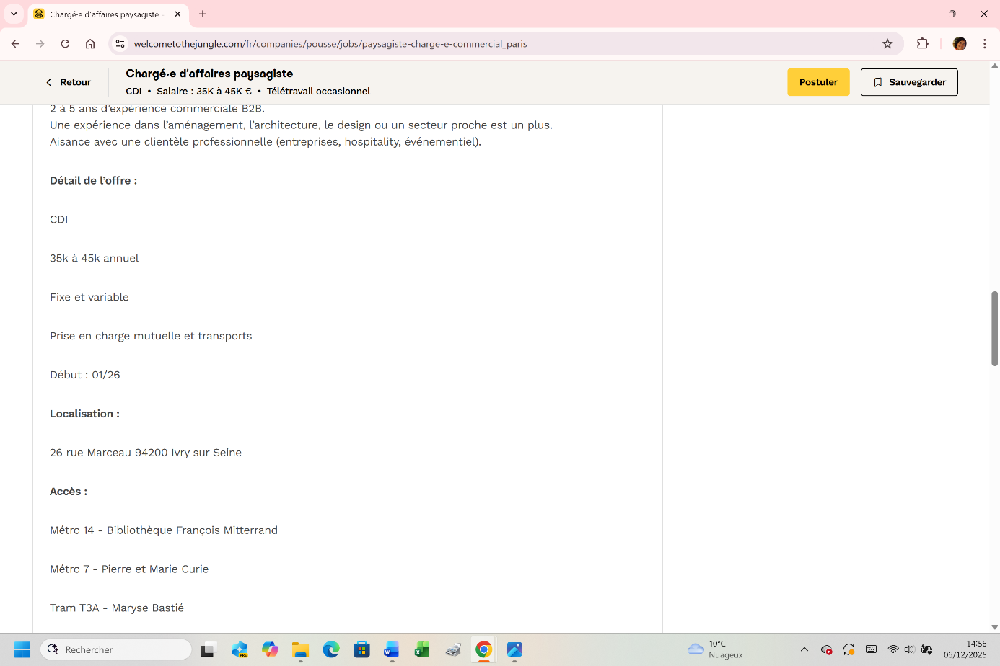 Chargé·e d'affaires paysagiste -
welcometothejungle.com/fr/companies/pousse/jobs/paysagiste-charge-e-commercial_paris
Retour
Chargé·e d'affaires paysagiste
CDI • Salaire : 35K à 45K € • Télétravail occasionnel
Postuler
Sauvegarder
2 à 5 ans d’expérience commerciale B2B.
Une expérience dans l’aménagement, l’architecture, le design ou un secteur proche est un plus.
Aisance avec une clientèle professionnelle (entreprises, hospitality, événementiel).
Détail de l’offre :
CDI
35k à 45k annuel
Fixe et variable
Prise en charge mutuelle et transports
Début : 01/26
Localisation :
26 rue Marceau 94200 Ivry sur Seine
Accès :
Métro 14 - Bibliothèque François Mitterrand
Métro 7 - Pierre et Marie Curie
Tram T3A - Maryse Bastié
Rechercher
PRE
10°C
Nuageux
14:56
06/12/2025